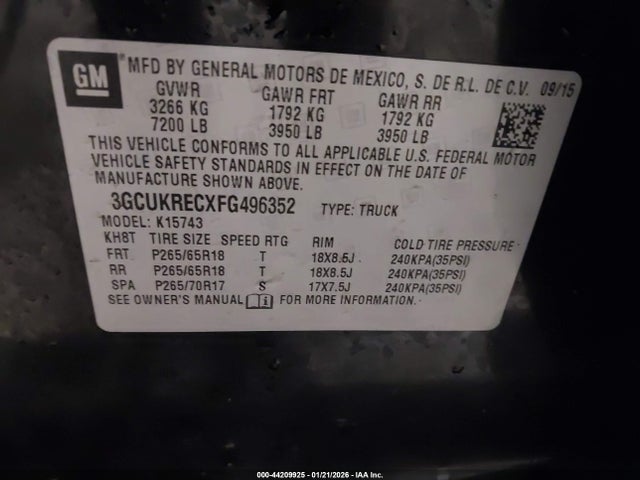 GM
MFD BY GENERAL MOTORS DE MEXICO, S. DE R.L. DE C.V. 09/15
GVWR GAWR FRT GAWR RR
3266 KG 1792 KG 1792 KG
7200 LB 3950 LB 3950 LB
THIS VEHICLE CONFORMS TO ALL APPLICABLE U.S. FEDERAL MOTOR
VEHICLE SAFETY STANDARDS IN EFFECT ON THE DATE OF
MANUFACTURE SHOWN ABOVE.
3GCUKRECXFG496352 TYPE: TRUCK
MODEL: K15743
KH8T TIRE SIZE SPEED RTG RIM COLD TIRE PRESSURE
FRT P265/65R18 T 18X8.5J 240KPA(35PSI)
RR P265/65R18 T 18X8.5J 240KPA(35PSI)
SPA P265/70R17 S 17X7.5J 240KPA(35PSI)
SEE OWNER'S MANUAL FOR MORE INFORMATION.
000-44209925 - 01/21/2026 - IAA Inc.